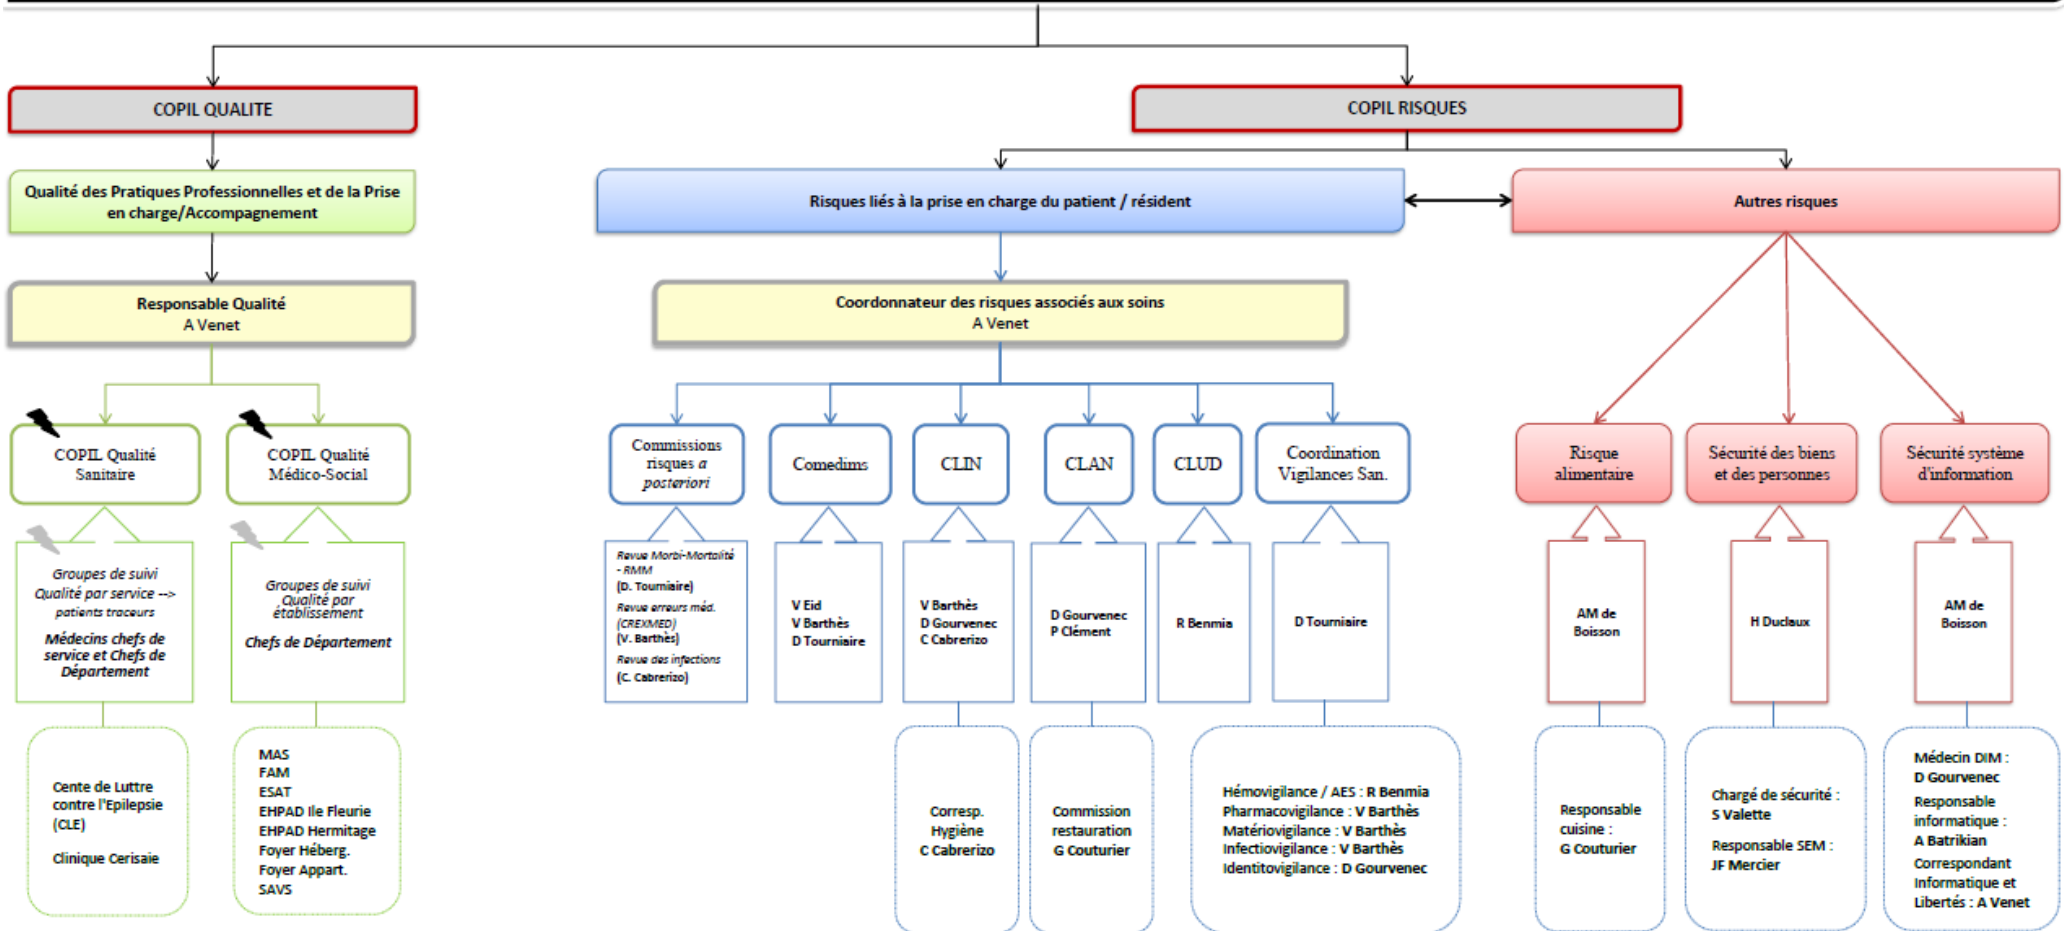 COPIL QUALITE
COPIL RISQUES
Qualité des Pratiques Professionnelles et de la Prise
en charge/Accompagnement
Risques liés à la prise en charge du patient / résident
Autres risques
Responsable Qualité
A Venet
Coordonnateur des risques associés aux soins
A Venet
COPIL Qualité
Sanitaire
COPIL Qualité
Médico-Social
Commissions
risques a
posteriori
Comedims
CLIN
CLAN
CLUD
Coordination
Vigilances San.
Risque
alimentaire
Sécurité des biens
et des personnes
Sécurité système
d'information
Groupes de suivi
Qualité par service -->
patients traceurs
Médecins chefs de
service et Chefs de
Département
Groupes de suivi
Qualité par
établissement
Chefs de Département
Revue Morbi-Mortalité
- RMM
(D. Tourniaire)
Revue erreurs méd.
(CREXMED)
(V. Barthès)
Revue des infections
(C. Cabrerizo)
V Eid
V Barthès
D Tourniaire
V Barthès
D Gourvenec
C Cabrerizo
D Gourvenec
P Clément
R Benmia
D Tourniaire
AM de
Boisson
H Duclaux
AM de
Boisson
Cente de Luttre
contre l'Epilepsie
(CLE)
Clinique Cerisaie
MAS
FAM
ESAT
EHPAD Ile Fleurie
EHPAD Hermitage
Foyer Héberg.
Foyer Appart.
SAVS
Corresp.
Hygiène
C Cabrerizo
Commission
restauration
G Couturier
Hémovigilance / AES : R Benmia
Pharmacovigilance : V Barthès
Matériovigilance : V Barthès
Infectiovigilance : V Barthès
Identitovigilance : D Gourvenec
Responsable
cuisine :
G Couturier
Chargé de sécurité :
S Valette
Responsable SEM :
JF Mercier
Médecin DIM :
D Gourvenec
Responsable
informatique :
A Batrikian
Correspondant
Informatique et
Libertés : A Venet